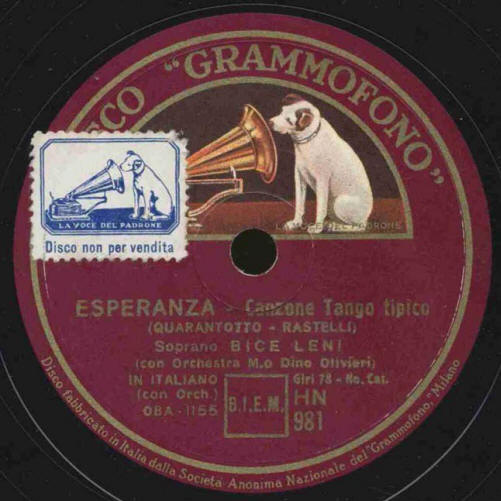 DISCO "GRAMMOFONO"
LA VOCE DEL PADRONE
LA VOCE DEL PADRONE
Disco non per vendita
ESPERANZA - Canzone Tango tipico
(QUARANTOTTO - RASTELLI)
Soprano BICE LENI
(con Orchestra M.o Dino Olivieri)
IN ITALIANO
(con Orch.)
OBA-1155
B.I.E.M.
Giri 78 - No. Cat.
HN
981
Disco fabbricato in Italia dalla Società Anonima Nazionale del "Grammofono," Milano